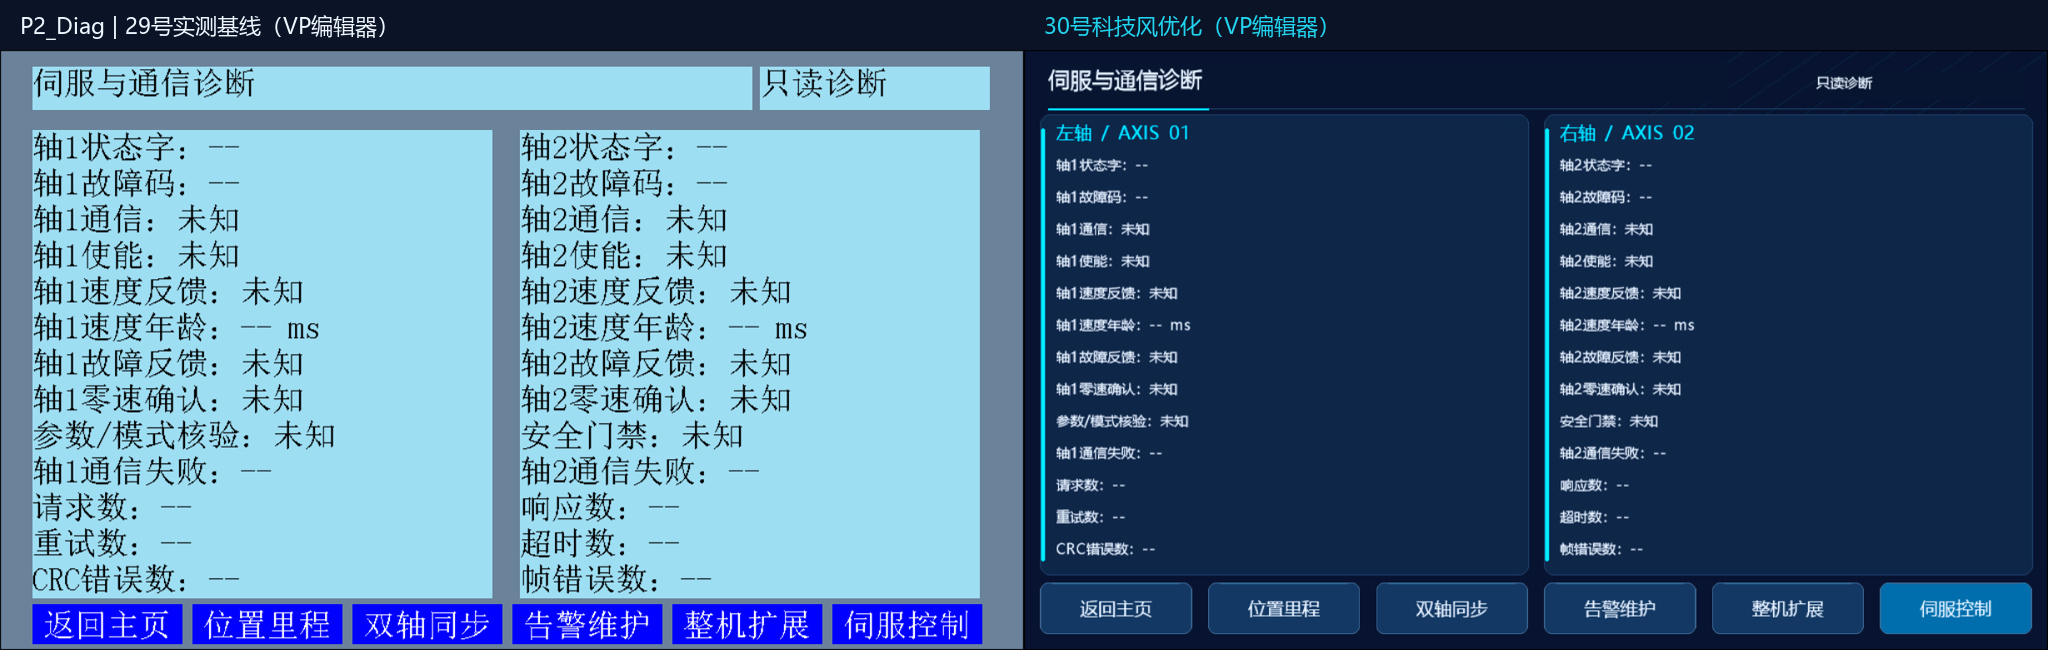 P2_Diag | 29号实测基线（VP编辑器）
伺服与通信诊断
只读诊断
轴1状态字：--
轴1故障码：--
轴1通信：未知
轴1使能：未知
轴1速度反馈：未知
轴1速度年龄：-- ms
轴1故障反馈：未知
轴1零速确认：未知
参数/模式核验：未知
轴1通信失败：--
请求数：--
重试数：--
CRC错误数：--
轴2状态字：--
轴2故障码：--
轴2通信：未知
轴2使能：未知
轴2速度反馈：未知
轴2速度年龄：-- ms
轴2故障反馈：未知
轴2零速确认：未知
安全门禁：未知
轴2通信失败：--
响应数：--
超时数：--
帧错误数：--
返回主页
位置里程
双轴同步
告警维护
整机扩展
伺服控制
30号科技风优化（VP编辑器）
伺服与通信诊断
只读诊断
左轴 / AXIS 01
轴1状态字：--
轴1故障码：--
轴1通信：未知
轴1使能：未知
轴1速度反馈：未知
轴1速度年龄：-- ms
轴1故障反馈：未知
轴1零速确认：未知
参数/模式核验：未知
轴1通信失败：--
请求数：--
重试数：--
CRC错误数：--
右轴 / AXIS 02
轴2状态字：--
轴2故障码：--
轴2通信：未知
轴2使能：未知
轴2速度反馈：未知
轴2速度年龄：-- ms
轴2故障反馈：未知
轴2零速确认：未知
安全门禁：未知
轴2通信失败：--
响应数：--
超时数：--
帧错误数：--
返回主页
位置里程
双轴同步
告警维护
整机扩展
伺服控制